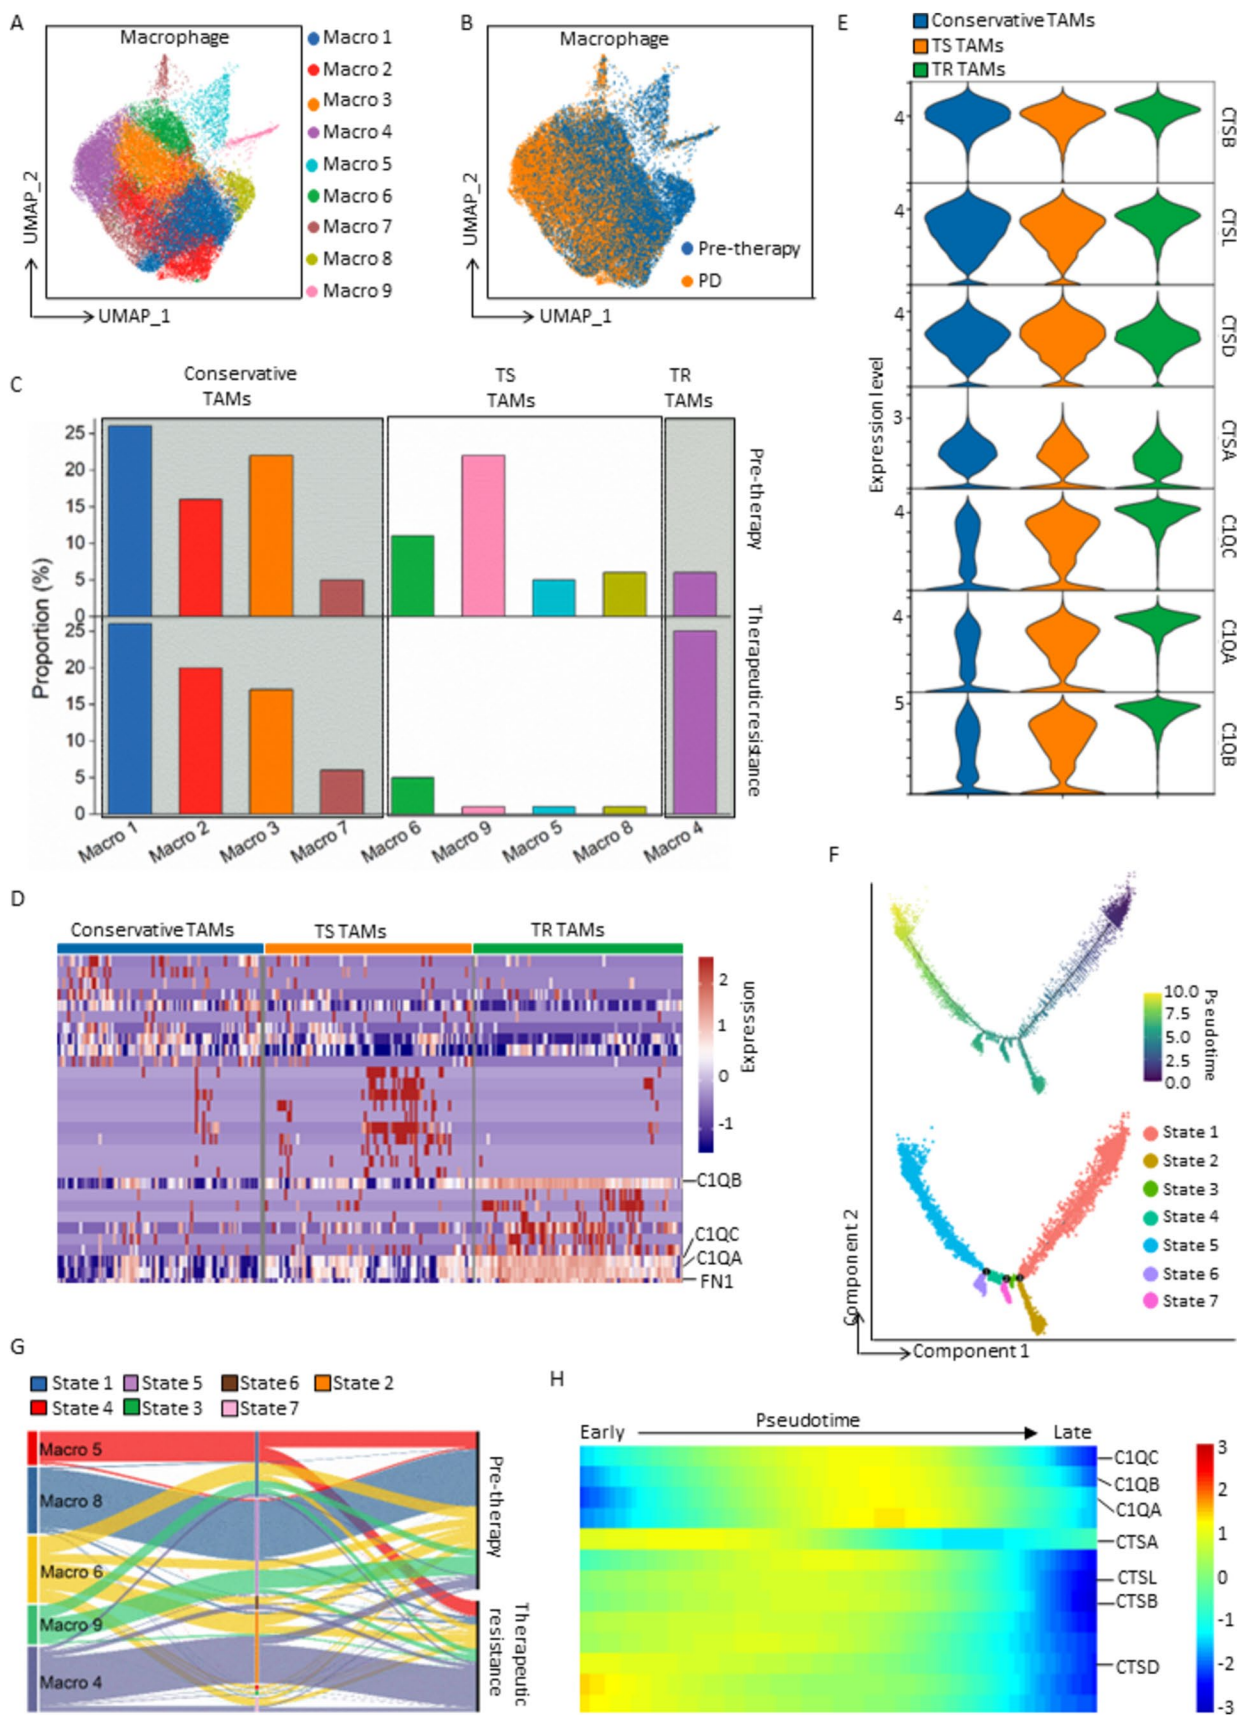 A
Macrophage
Macro 1
Macro 2
Macro 3
Macro 4
Macro 5
Macro 6
Macro 7
Macro 8
Macro 9
UMAP_2
UMAP_1
B
Macrophage
Pre-therapy
PD
UMAP_2
UMAP_1
C
Conservative
TAMs
TS
TAMs
TR
TAMs
Proportion (%)
25
20
15
10
5
0
25
20
15
10
5
0
Pre-therapy
Therapeutic resistance
Macro 1
Macro 2
Macro 3
Macro 7
Macro 6
Macro 9
Macro 5
Macro 8
Macro 4
D
Conservative TAMs
TS TAMs
TR TAMs
2
1
0
-1
Expression
C1QB
C1QC
C1QA
FN1
E
Conservative TAMs
TS TAMs
TR TAMs
Expression level
4
CTSB
4
CTSL
4
CTSD
3
CTSA
4
C1QC
4
C1QA
5
C1QB
F
10.0
7.5
5.0
2.5
0.0
Pseudotime
State 1
State 2
State 3
State 4
State 5
State 6
State 7
Component 2
Component 1
G
State 1
State 5
State 6
State 2
State 4
State 3
State 7
Macro 5
Macro 8
Macro 6
Macro 9
Macro 4
Pre-therapy
Therapeutic
resistance
H
Pseudotime
Early
Late
C1QC
C1QB
C1QA
CTSA
CTSL
CTSB
CTSD
3
2
1
0
-1
-2
-3